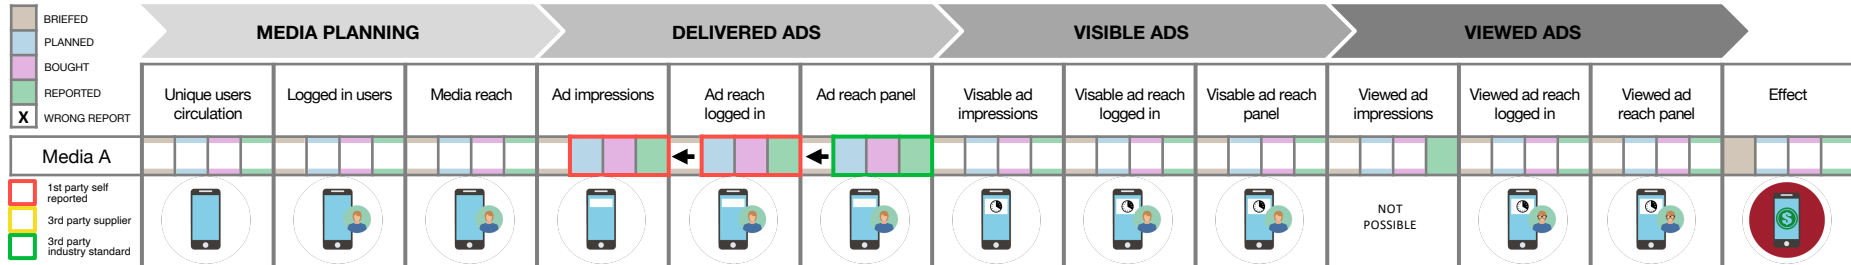 BRIEFED
PLANNED
BOUGHT
REPORTED
X WRONG REPORT
MEDIA PLANNING
DELIVERED ADS
VISIBLE ADS
VIEWED ADS
Unique users
circulation
Logged in users
Media reach
Ad impressions
Ad reach
logged in
Ad reach panel
Visable ad
impressions
Visable ad reach
logged in
Visable ad reach
panel
Viewed ad
impressions
Viewed ad reach
logged in
Viewed ad
reach panel
Effect
Media A
1st party self
reported
3rd party supplier
3rd party
industry standard
NOT
POSSIBLE
$